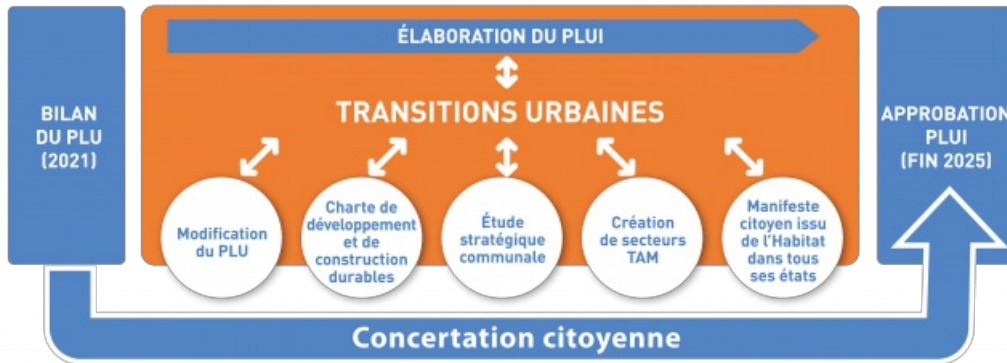 ÉLABORATION DU PLUI
BILAN
DU PLU
(2021)
TRANSITIONS URBAINES
APPROBATION
PLUI
(FIN 2025)
Modification
du PLU
Charte de
développement
et de
construction
durables
Étude
stratégique
communale
Création
de secteurs
TAM
Manifeste
citoyen issu
de l'Habitat
dans tous
ses états
Concertation citoyenne